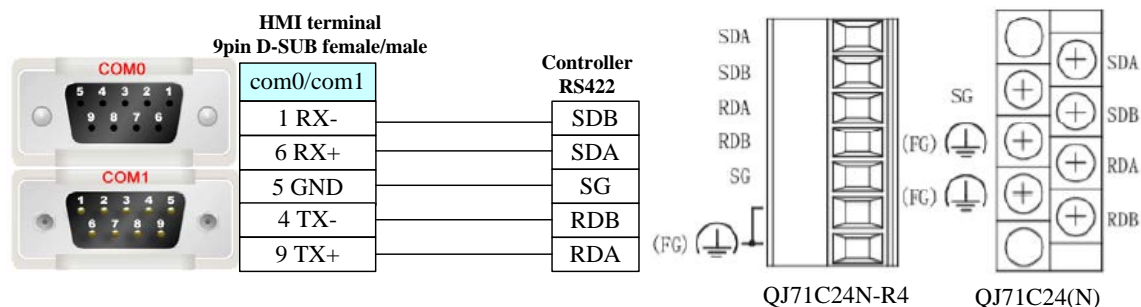 HMI terminal
9pin D-SUB female/male
COM0
5 4 3 2 1
9 8 7 6
COM1
1 2 3 4 5
6 7 8 9
com0/com1
1 RX-
6 RX+
5 GND
4 TX-
9 TX+
Controller
RS422
SDB
SDA
SG
RDB
RDA
SDA
SDB
RDA
RDB
SG
(FG)
QJ71C24N-R4
SG
(FG)
(FG)
SDA
SDB
RDA
RDB
QJ71C24(N)